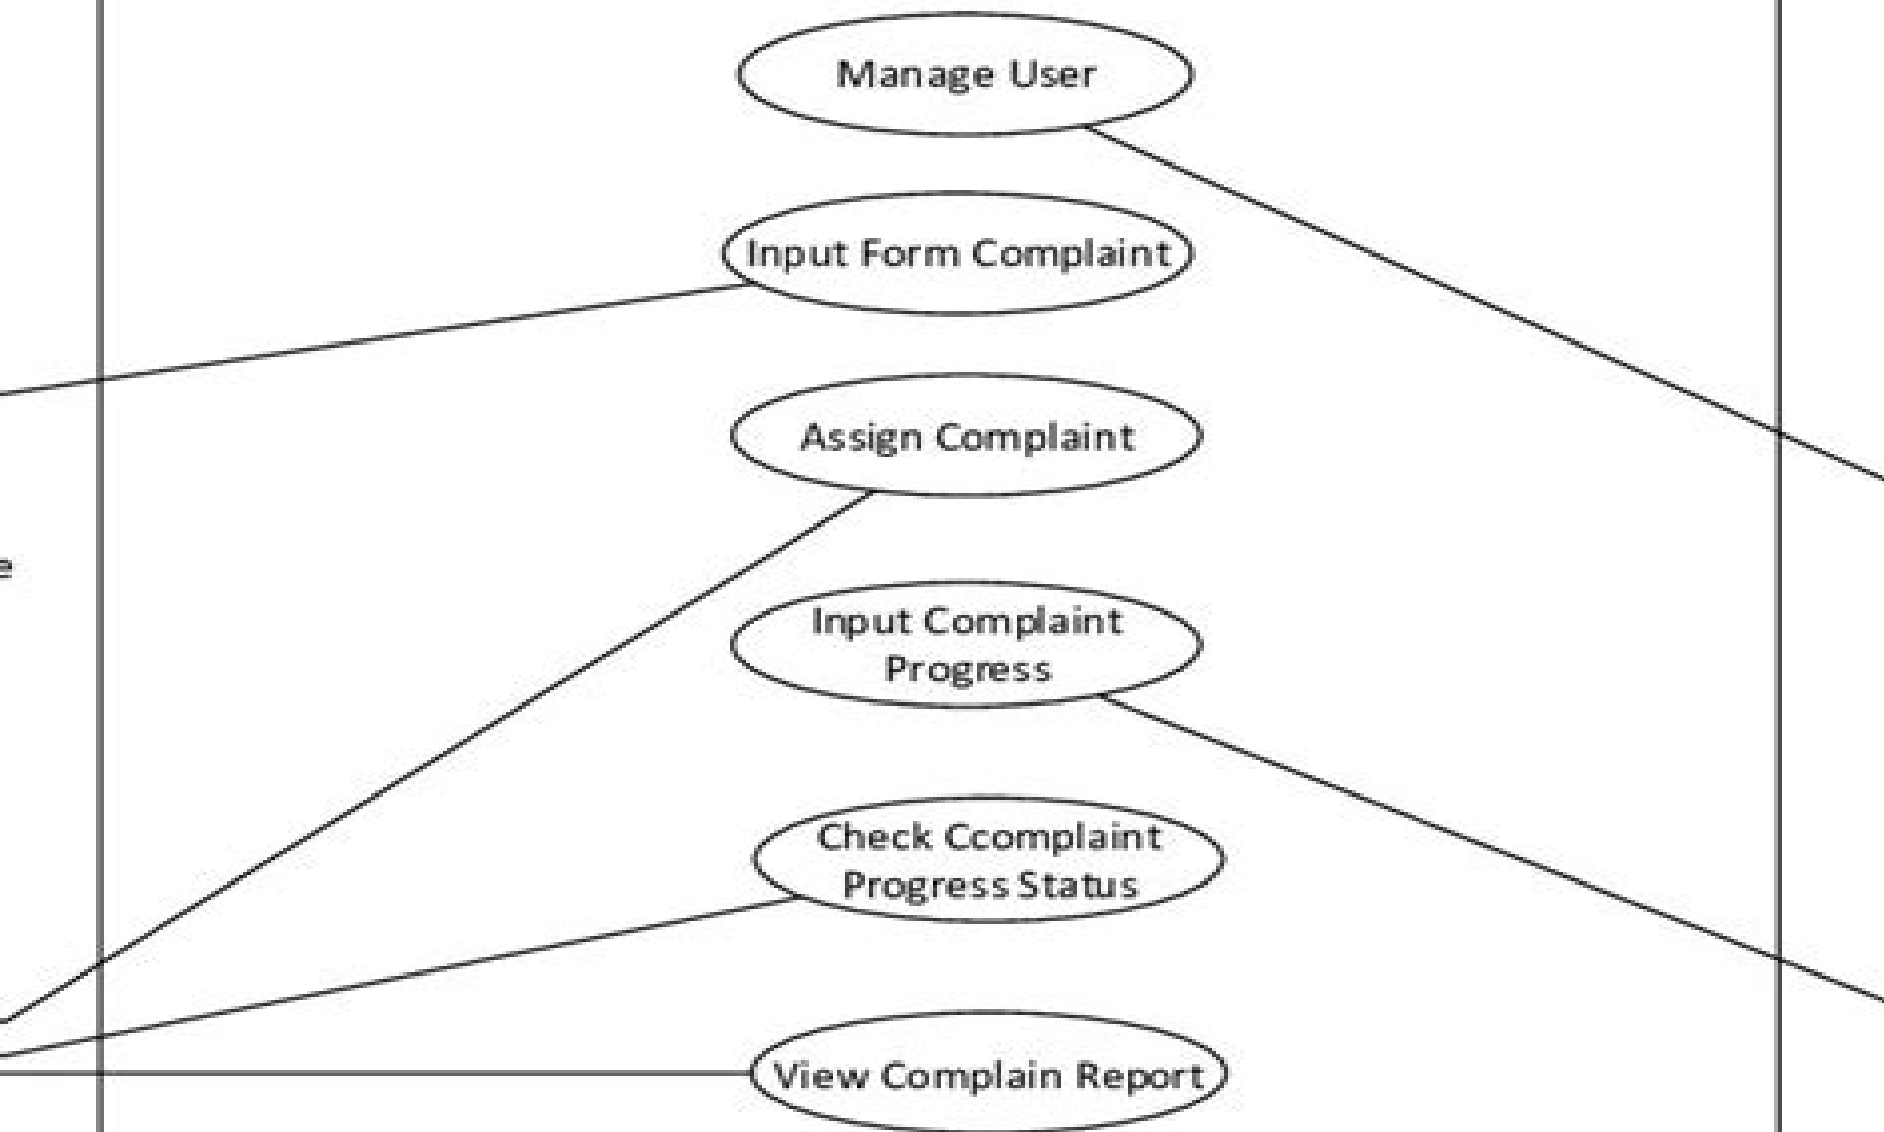 Manage User
Input Form Complaint
Assign Complaint
e
Input Complaint
Progress
Check Ccomplaint
Progress Status
View Complain Report